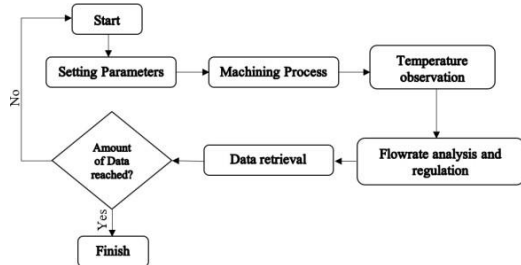 Start
Setting Parameters
Machining Process
Temperature
observation
Flowrate analysis and
regulation
Data retrieval
Amount
of Data
reached?
No
Yes
Finish